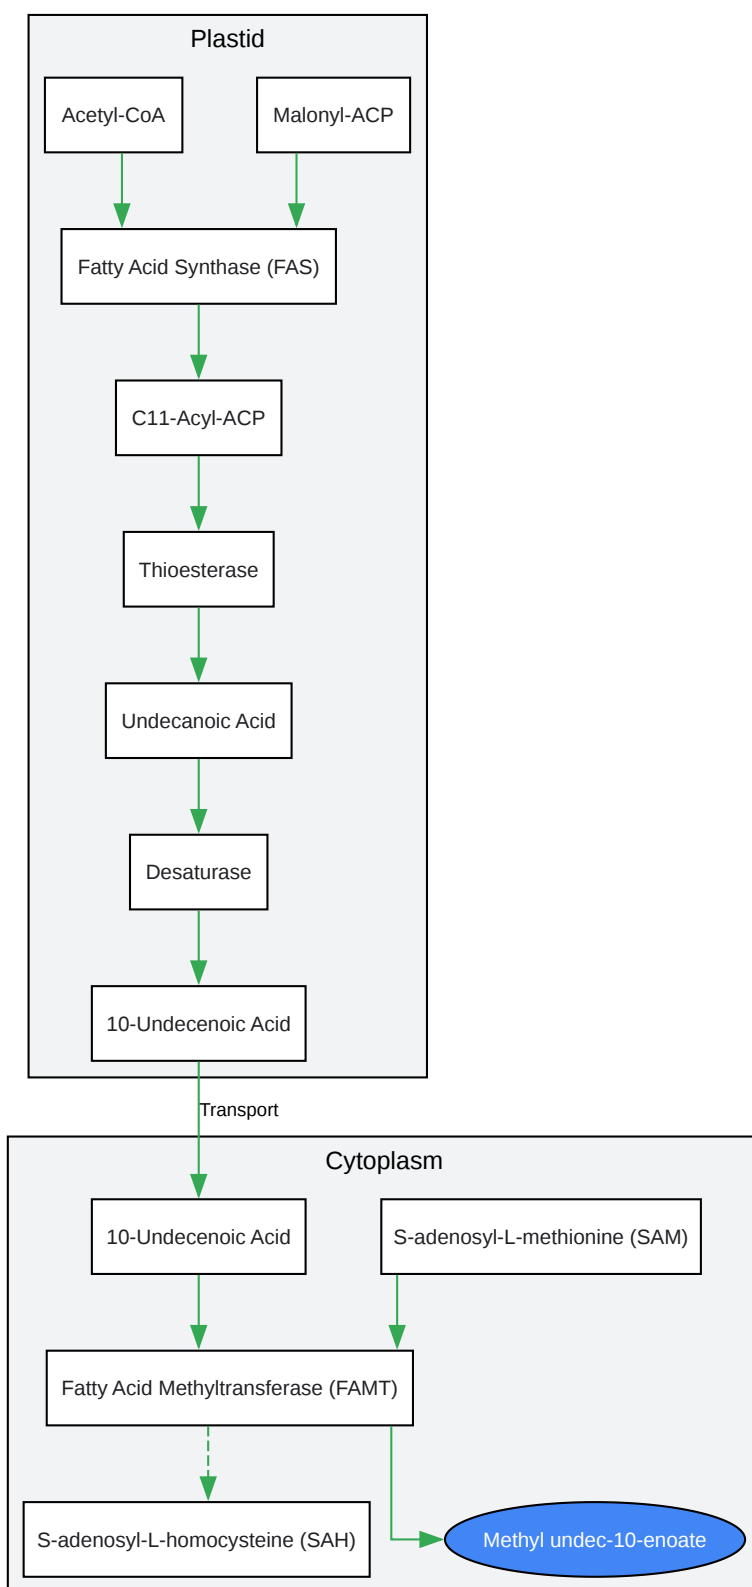 Plastid
Acetyl-CoA
Malonyl-ACP
Fatty Acid Synthase (FAS)
C11-Acyl-ACP
Thioesterase
Undecanoic Acid
Desaturase
10-Undecenoic Acid
Transport
Cytoplasm
10-Undecenoic Acid
S-adenosyl-L-methionine (SAM)
Fatty Acid Methyltransferase (FAMT)
S-adenosyl-L-homocysteine (SAH)
Methyl undec-10-enoate